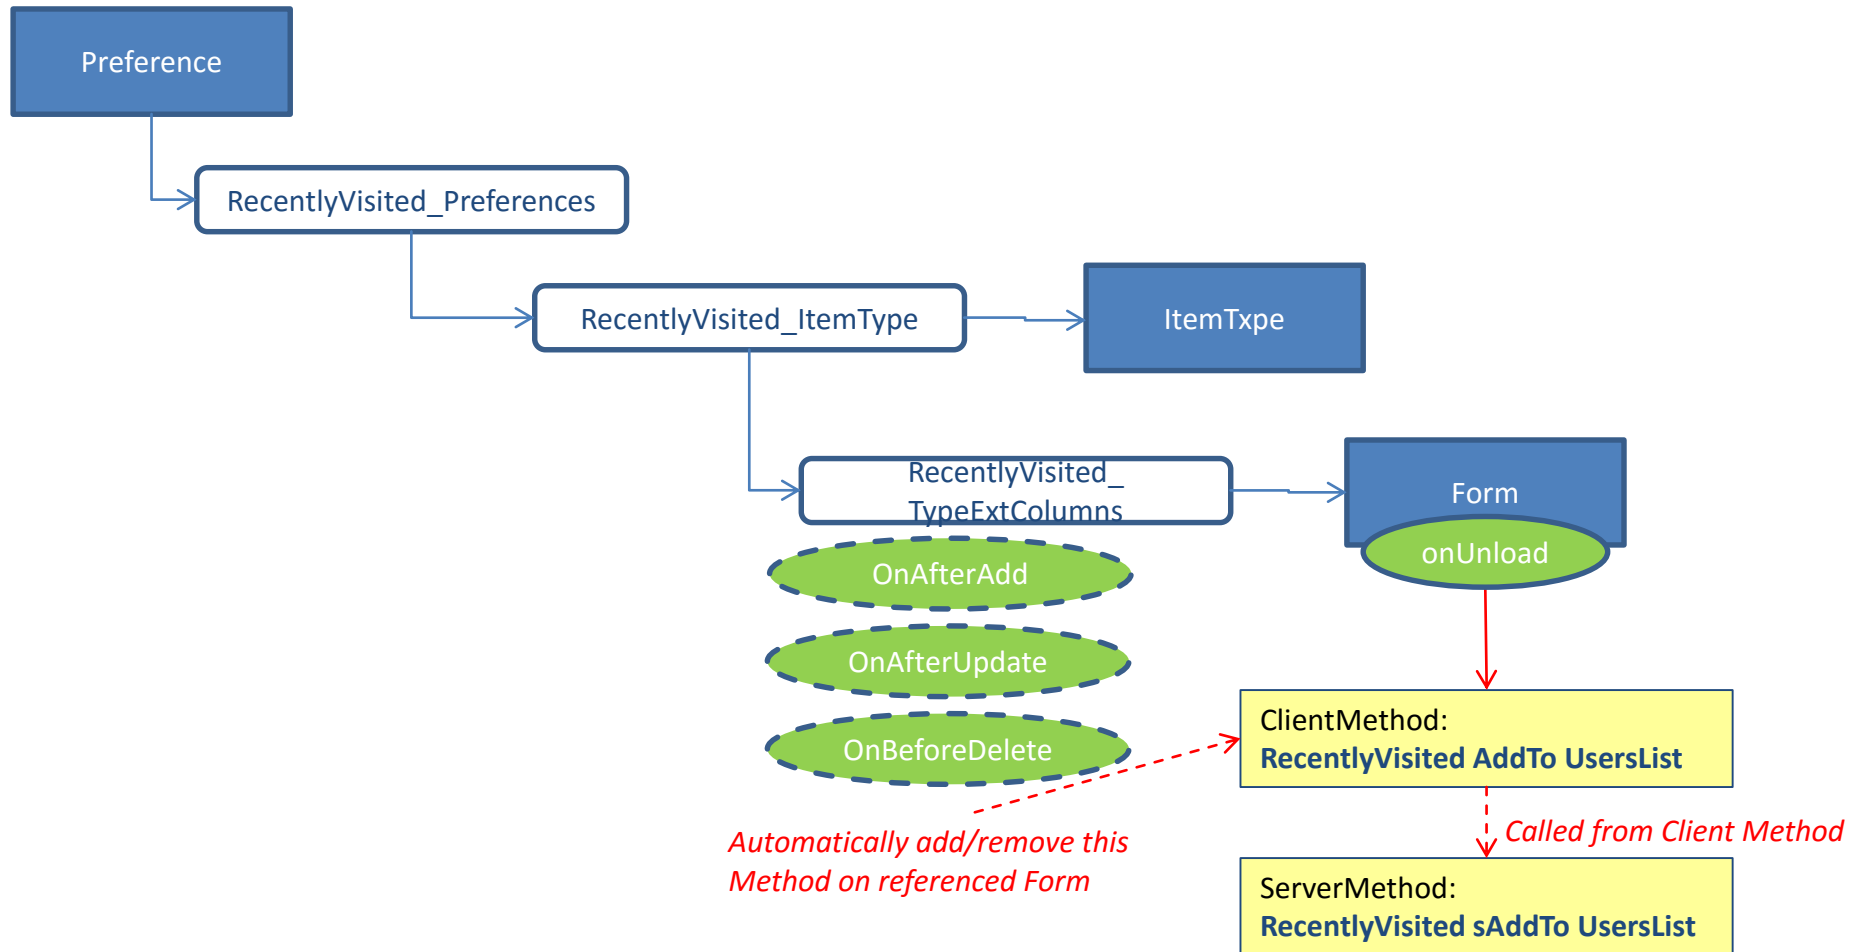 Preference
RecentlyVisited_Preferences
RecentlyVisited_ItemType
ItemTxpe
RecentlyVisited_
TypeExtColumns
Form
onUnload
OnAfterAdd
OnAfterUpdate
OnBeforeDelete
ClientMethod:
RecentlyVisited AddTo UsersList
Automatically add/remove this
Method on referenced Form
Called from Client Method
ServerMethod:
RecentlyVisited sAddTo UsersList